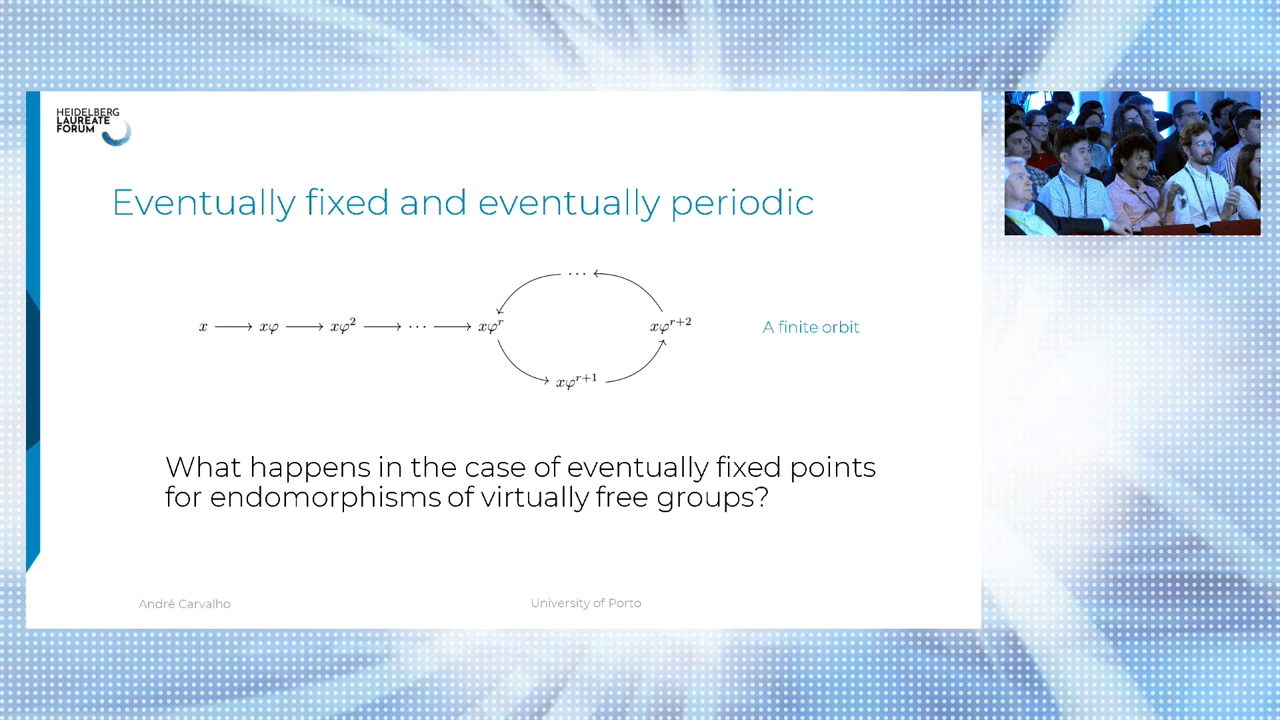 HEIDELBERG
LAUREATE
FORUM
Eventually fixed and eventually periodic
⋯
x ⟶ xφ ⟶ xφ² ⟶ ⋯ ⟶ xφʳ
xφʳ⁺²
A finite orbit
xφʳ⁺¹
What happens in the case of eventually fixed points
for endomorphisms of virtually free groups?
André Carvalho
University of Porto